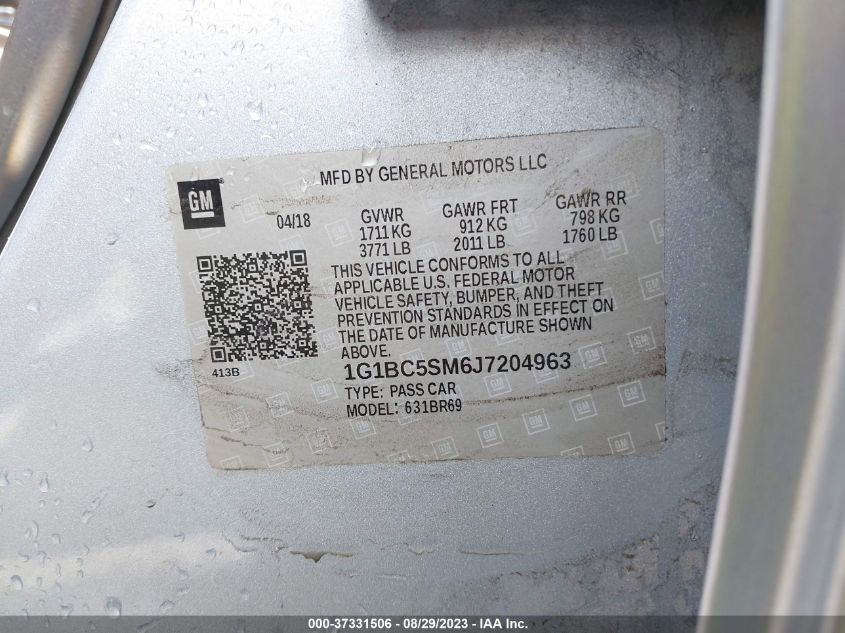 MFD BY GENERAL MOTORS LLC
GM
04/18 GVWR GAWR FRT GAWR RR
1711 KG 912 KG 798 KG
3771 LB 2011 LB 1760 LB
THIS VEHICLE CONFORMS TO ALL
APPLICABLE U.S. FEDERAL MOTOR
VEHICLE SAFETY, BUMPER, AND THEFT
PREVENTION STANDARDS IN EFFECT ON
THE DATE OF MANUFACTURE SHOWN
ABOVE.
413B
1G1BC5SM6J7204963
TYPE: PASS CAR
MODEL: 631BR69
000-37331506 - 08/29/2023 - IAA Inc.